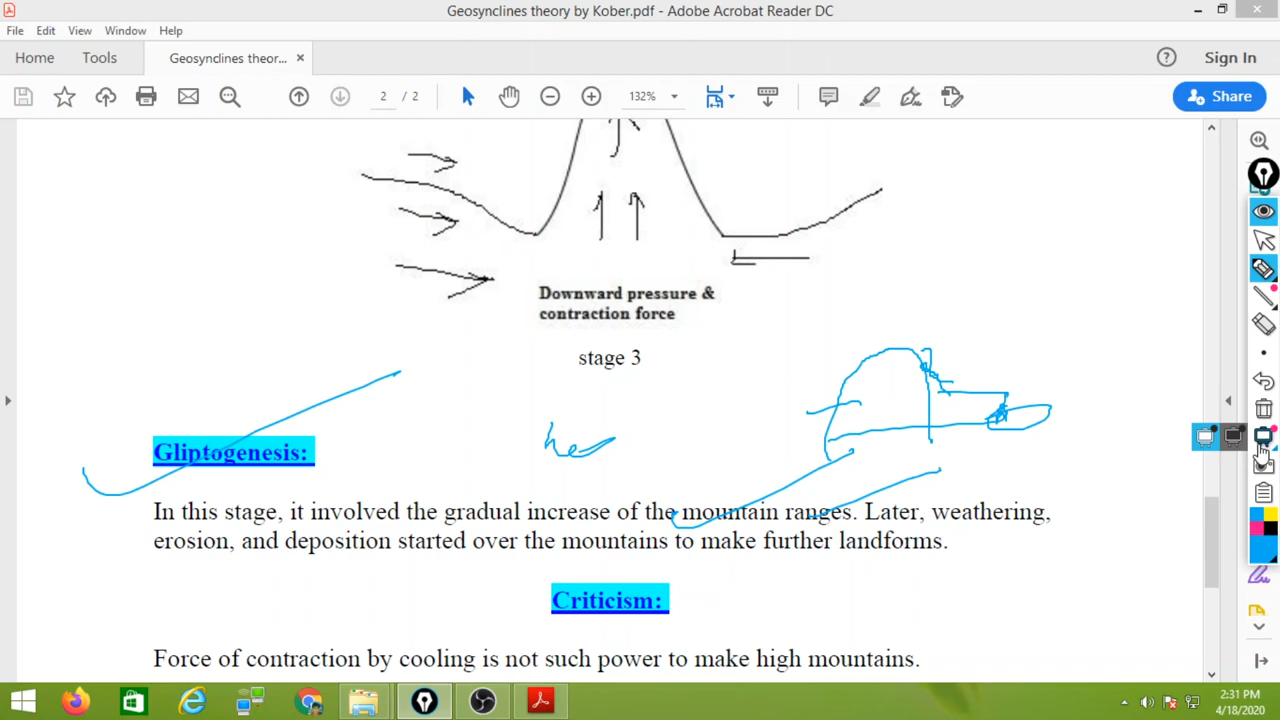 Geosynclines theory by Kober.pdf - Adobe Acrobat Reader DC
File Edit View Window Help
Home Tools Geosynclines theor... × Sign In
2 / 2 132% Share
Downward pressure &
contraction force
stage 3
Gliptogenesis:
In this stage, it involved the gradual increase of the mountain ranges. Later, weathering,
erosion, and deposition started over the mountains to make further landforms.
Criticism:
Force of contraction by cooling is not such power to make high mountains.
2:31 PM
4/18/2020